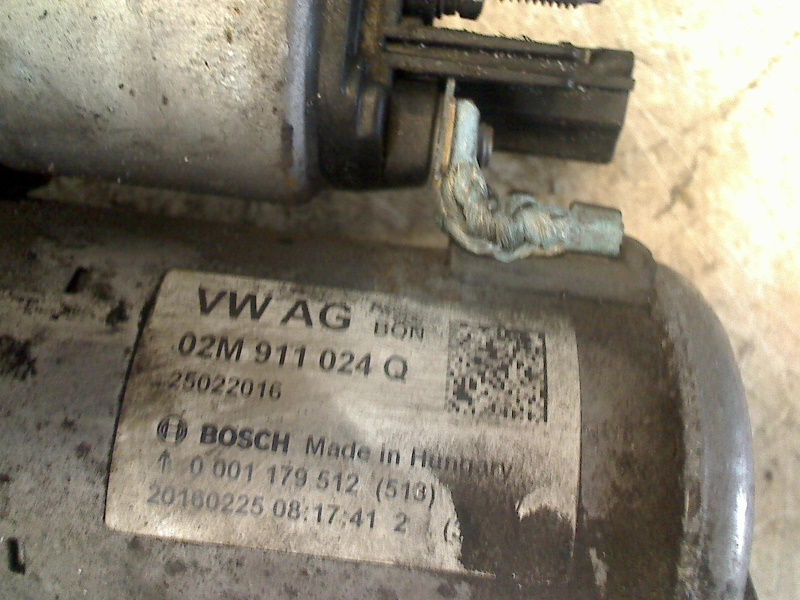 VW AG
BQN
02M 911 024 Q
25022016
BOSCH Made in Hungary
0 001 179 512 (513)
20160225 08:17:41 2